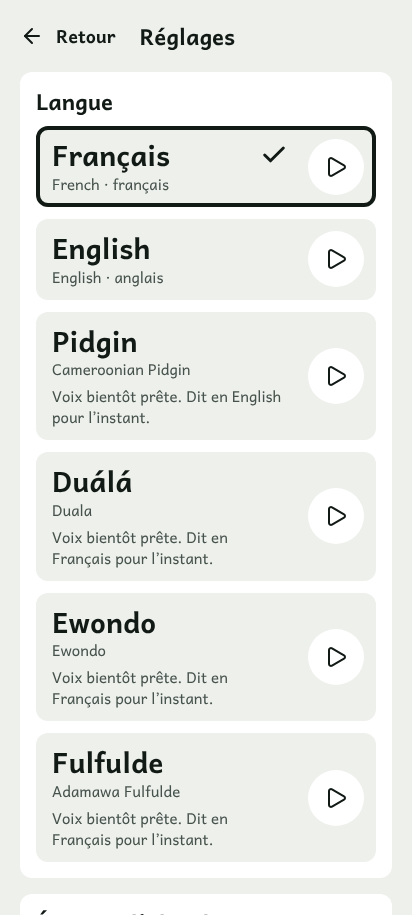 Retour Réglages
Langue
Français
French · français
English
English · anglais
Pidgin
Cameroonian Pidgin
Voix bientôt prête. Dit en English
pour l’instant.
Duálá
Duala
Voix bientôt prête. Dit en
Français pour l’instant.
Ewondo
Ewondo
Voix bientôt prête. Dit en
Français pour l’instant.
Fulfulde
Adamawa Fulfulde
Voix bientôt prête. Dit en
Français pour l’instant.